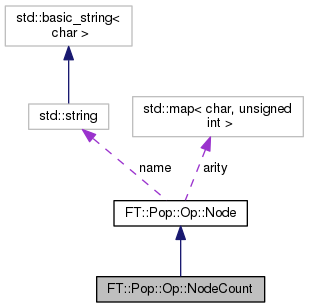 std::basic_string<
char >
std::string
std::map< char, unsigned
int >
name
arity
FT::Pop::Op::Node
FT::Pop::Op::NodeCount